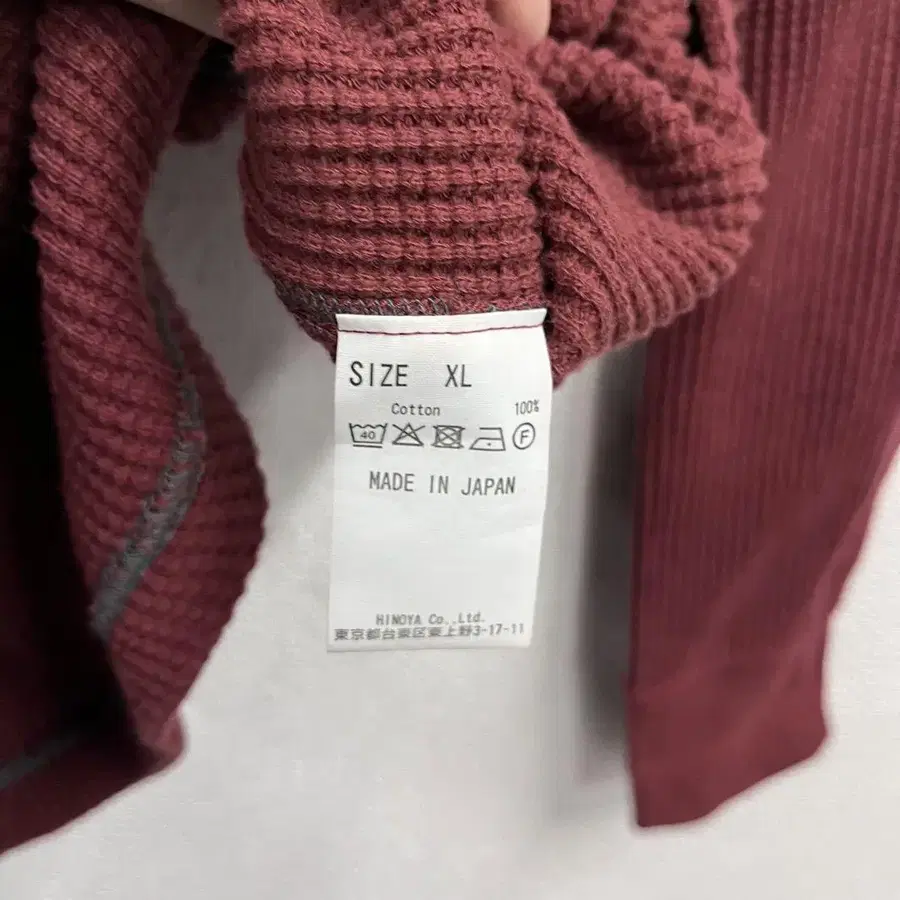 SIZE XL
Cotton 100%
40 F
MADE IN JAPAN
HINOYA Co.,Ltd.
東京都台東区東上野3-17-11